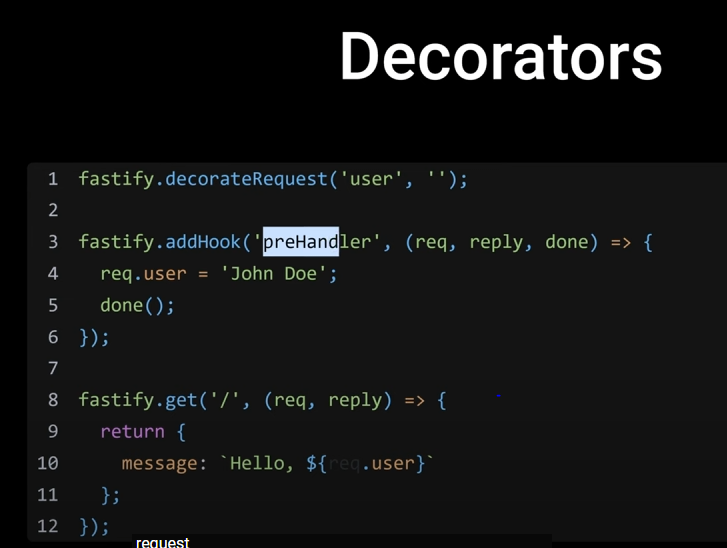 Decorators
1 fastify.decorateRequest('user', '');
2
3 fastify.addHook('preHandler', (req, reply, done) => {
4   req.user = 'John Doe';
5   done();
6 });
7
8 fastify.get('/', (req, reply) => {
9   return {
10     message: `Hello, ${req.user}`
11   };
12 });
request